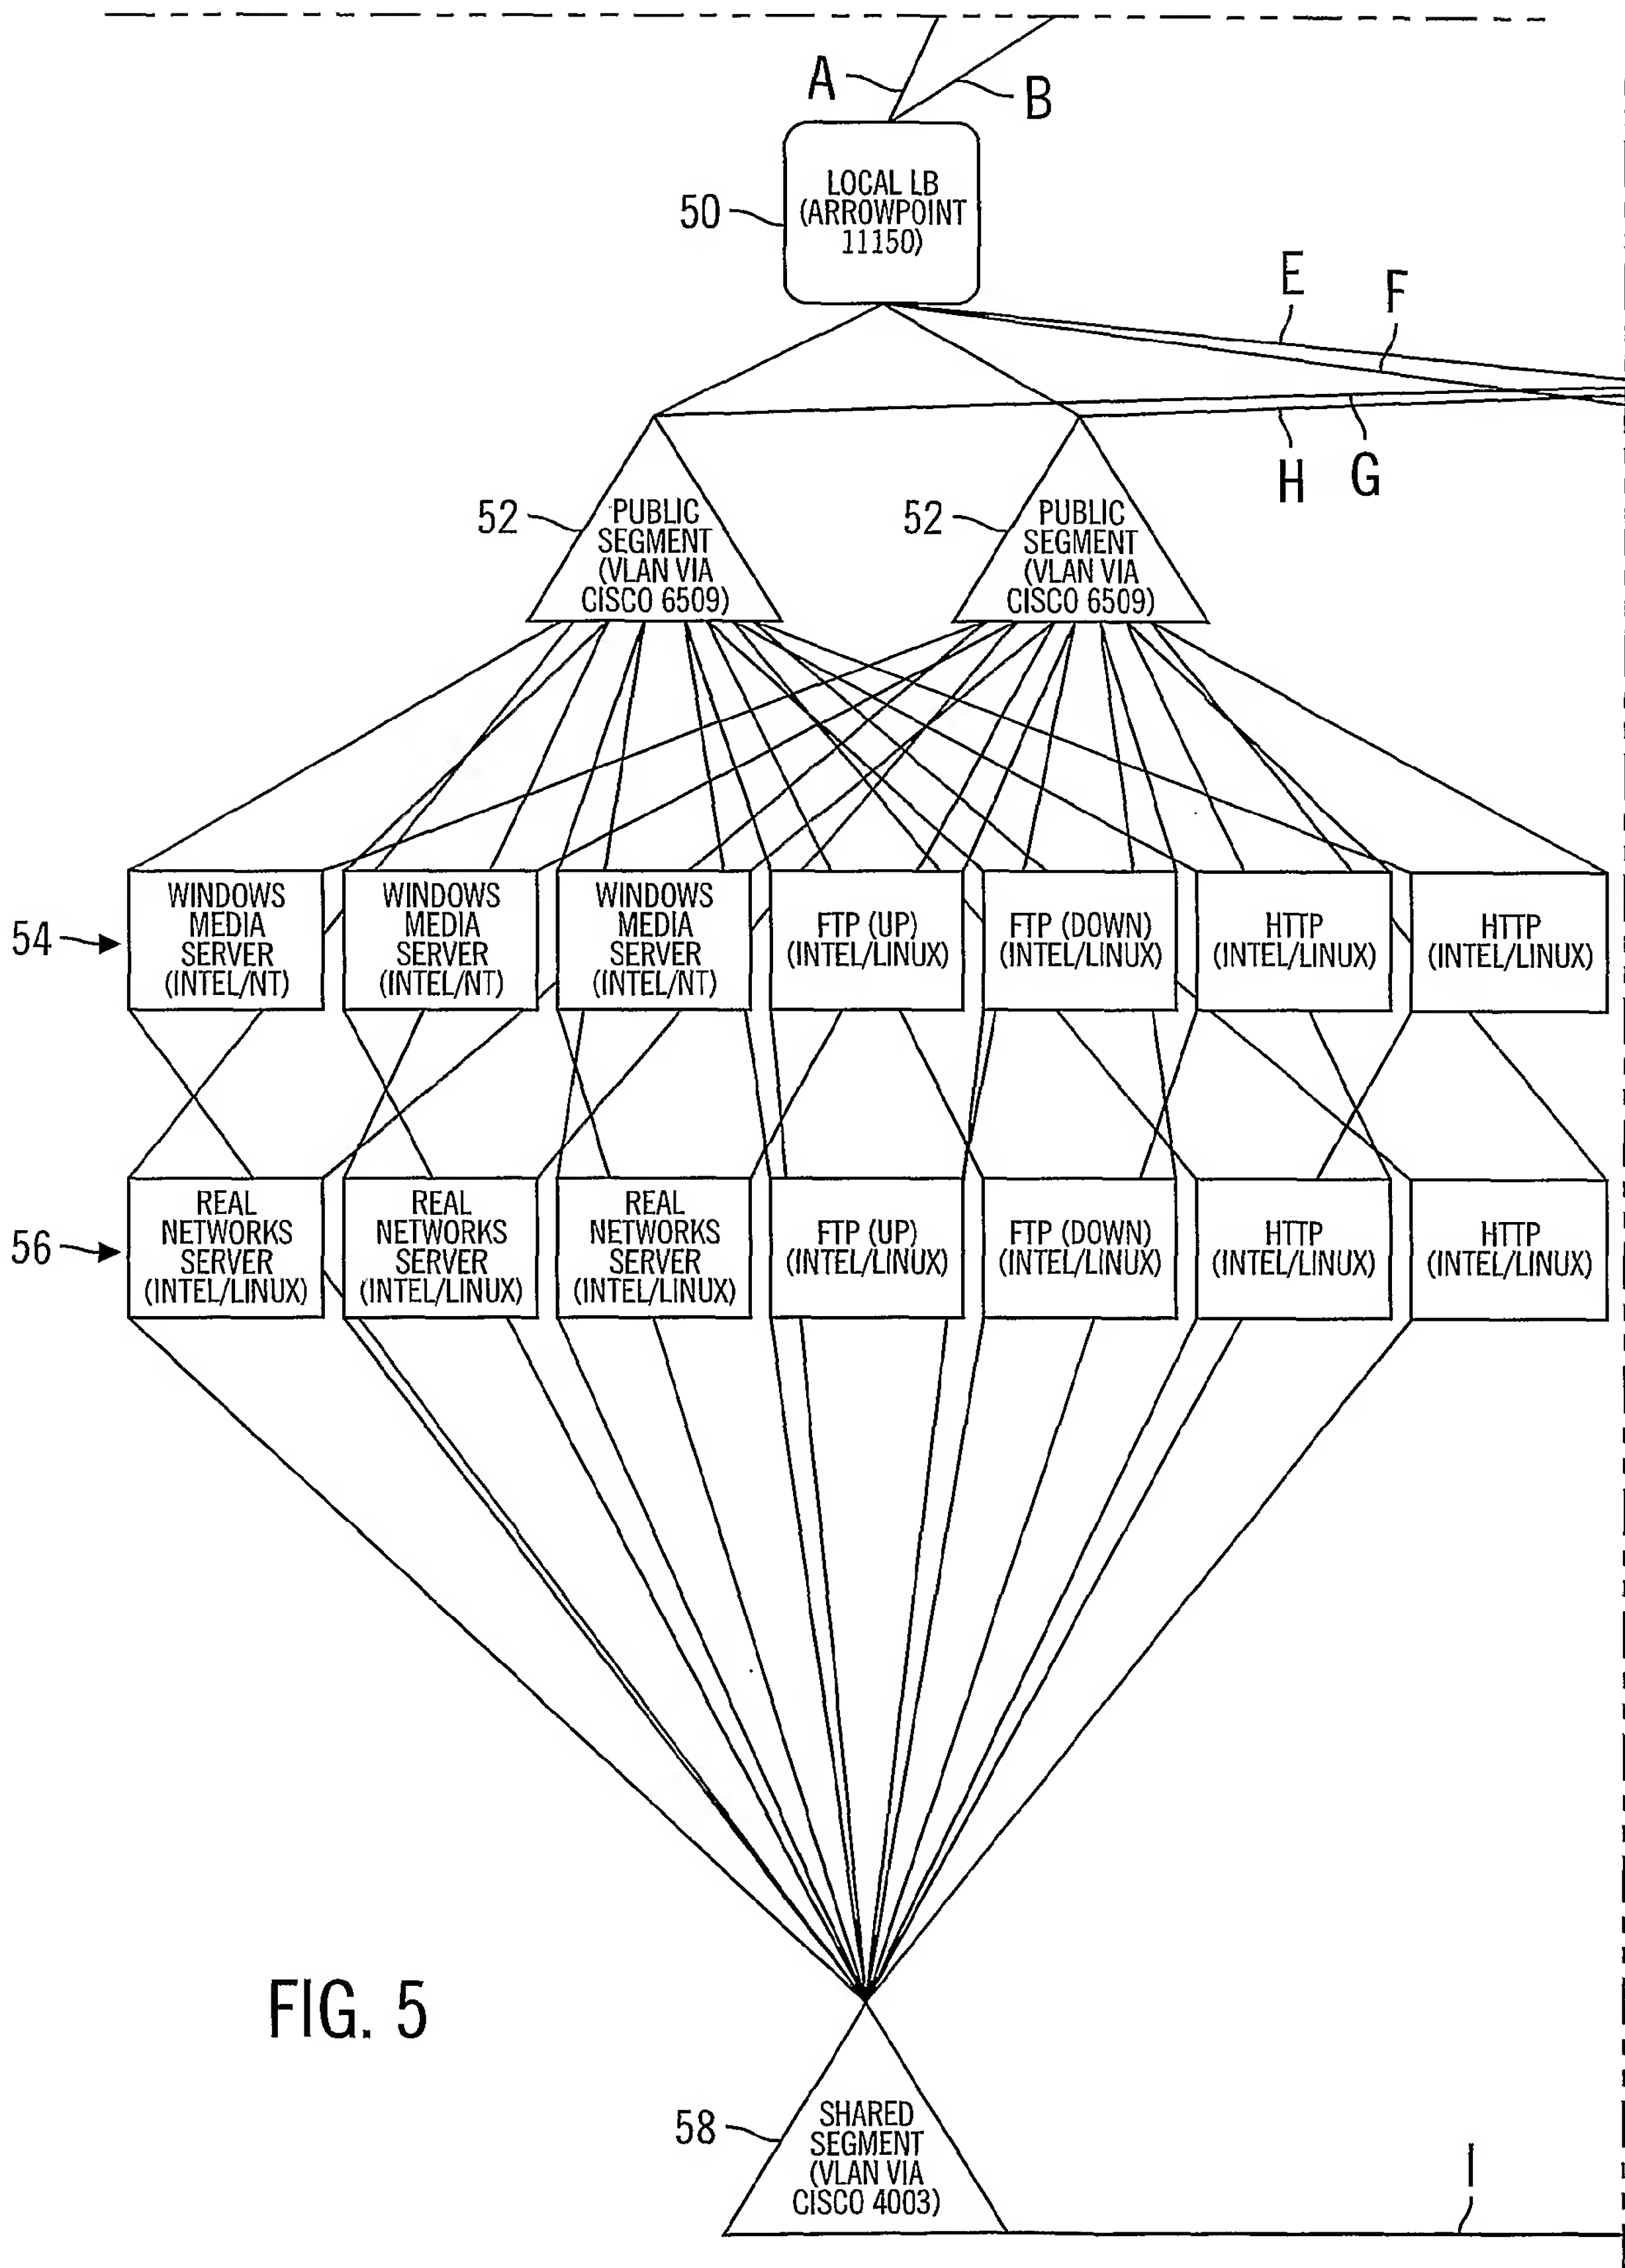 A
B
50
LOCAL LB
(ARROWPOINT
11150)
E
F
H
G
52
PUBLIC
SEGMENT
(VLAN VIA
CISCO 6509)
52
PUBLIC
SEGMENT
(VLAN VIA
CISCO 6509)
54
WINDOWS
MEDIA
SERVER
(INTEL/NT)
WINDOWS
MEDIA
SERVER
(INTEL/NT)
WINDOWS
MEDIA
SERVER
(INTEL/NT)
FTP (UP)
(INTEL/LINUX)
FTP (DOWN)
(INTEL/LINUX)
HTTP
(INTEL/LINUX)
HTTP
(INTEL/LINUX)
56
REAL
NETWORKS
SERVER
(INTEL/LINUX)
REAL
NETWORKS
SERVER
(INTEL/LINUX)
REAL
NETWORKS
SERVER
(INTEL/LINUX)
FTP (UP)
(INTEL/LINUX)
FTP (DOWN)
(INTEL/LINUX)
HTTP
(INTEL/LINUX)
HTTP
(INTEL/LINUX)
FIG. 5
58
SHARED
SEGMENT
(VLAN VIA
CISCO 4003)
I